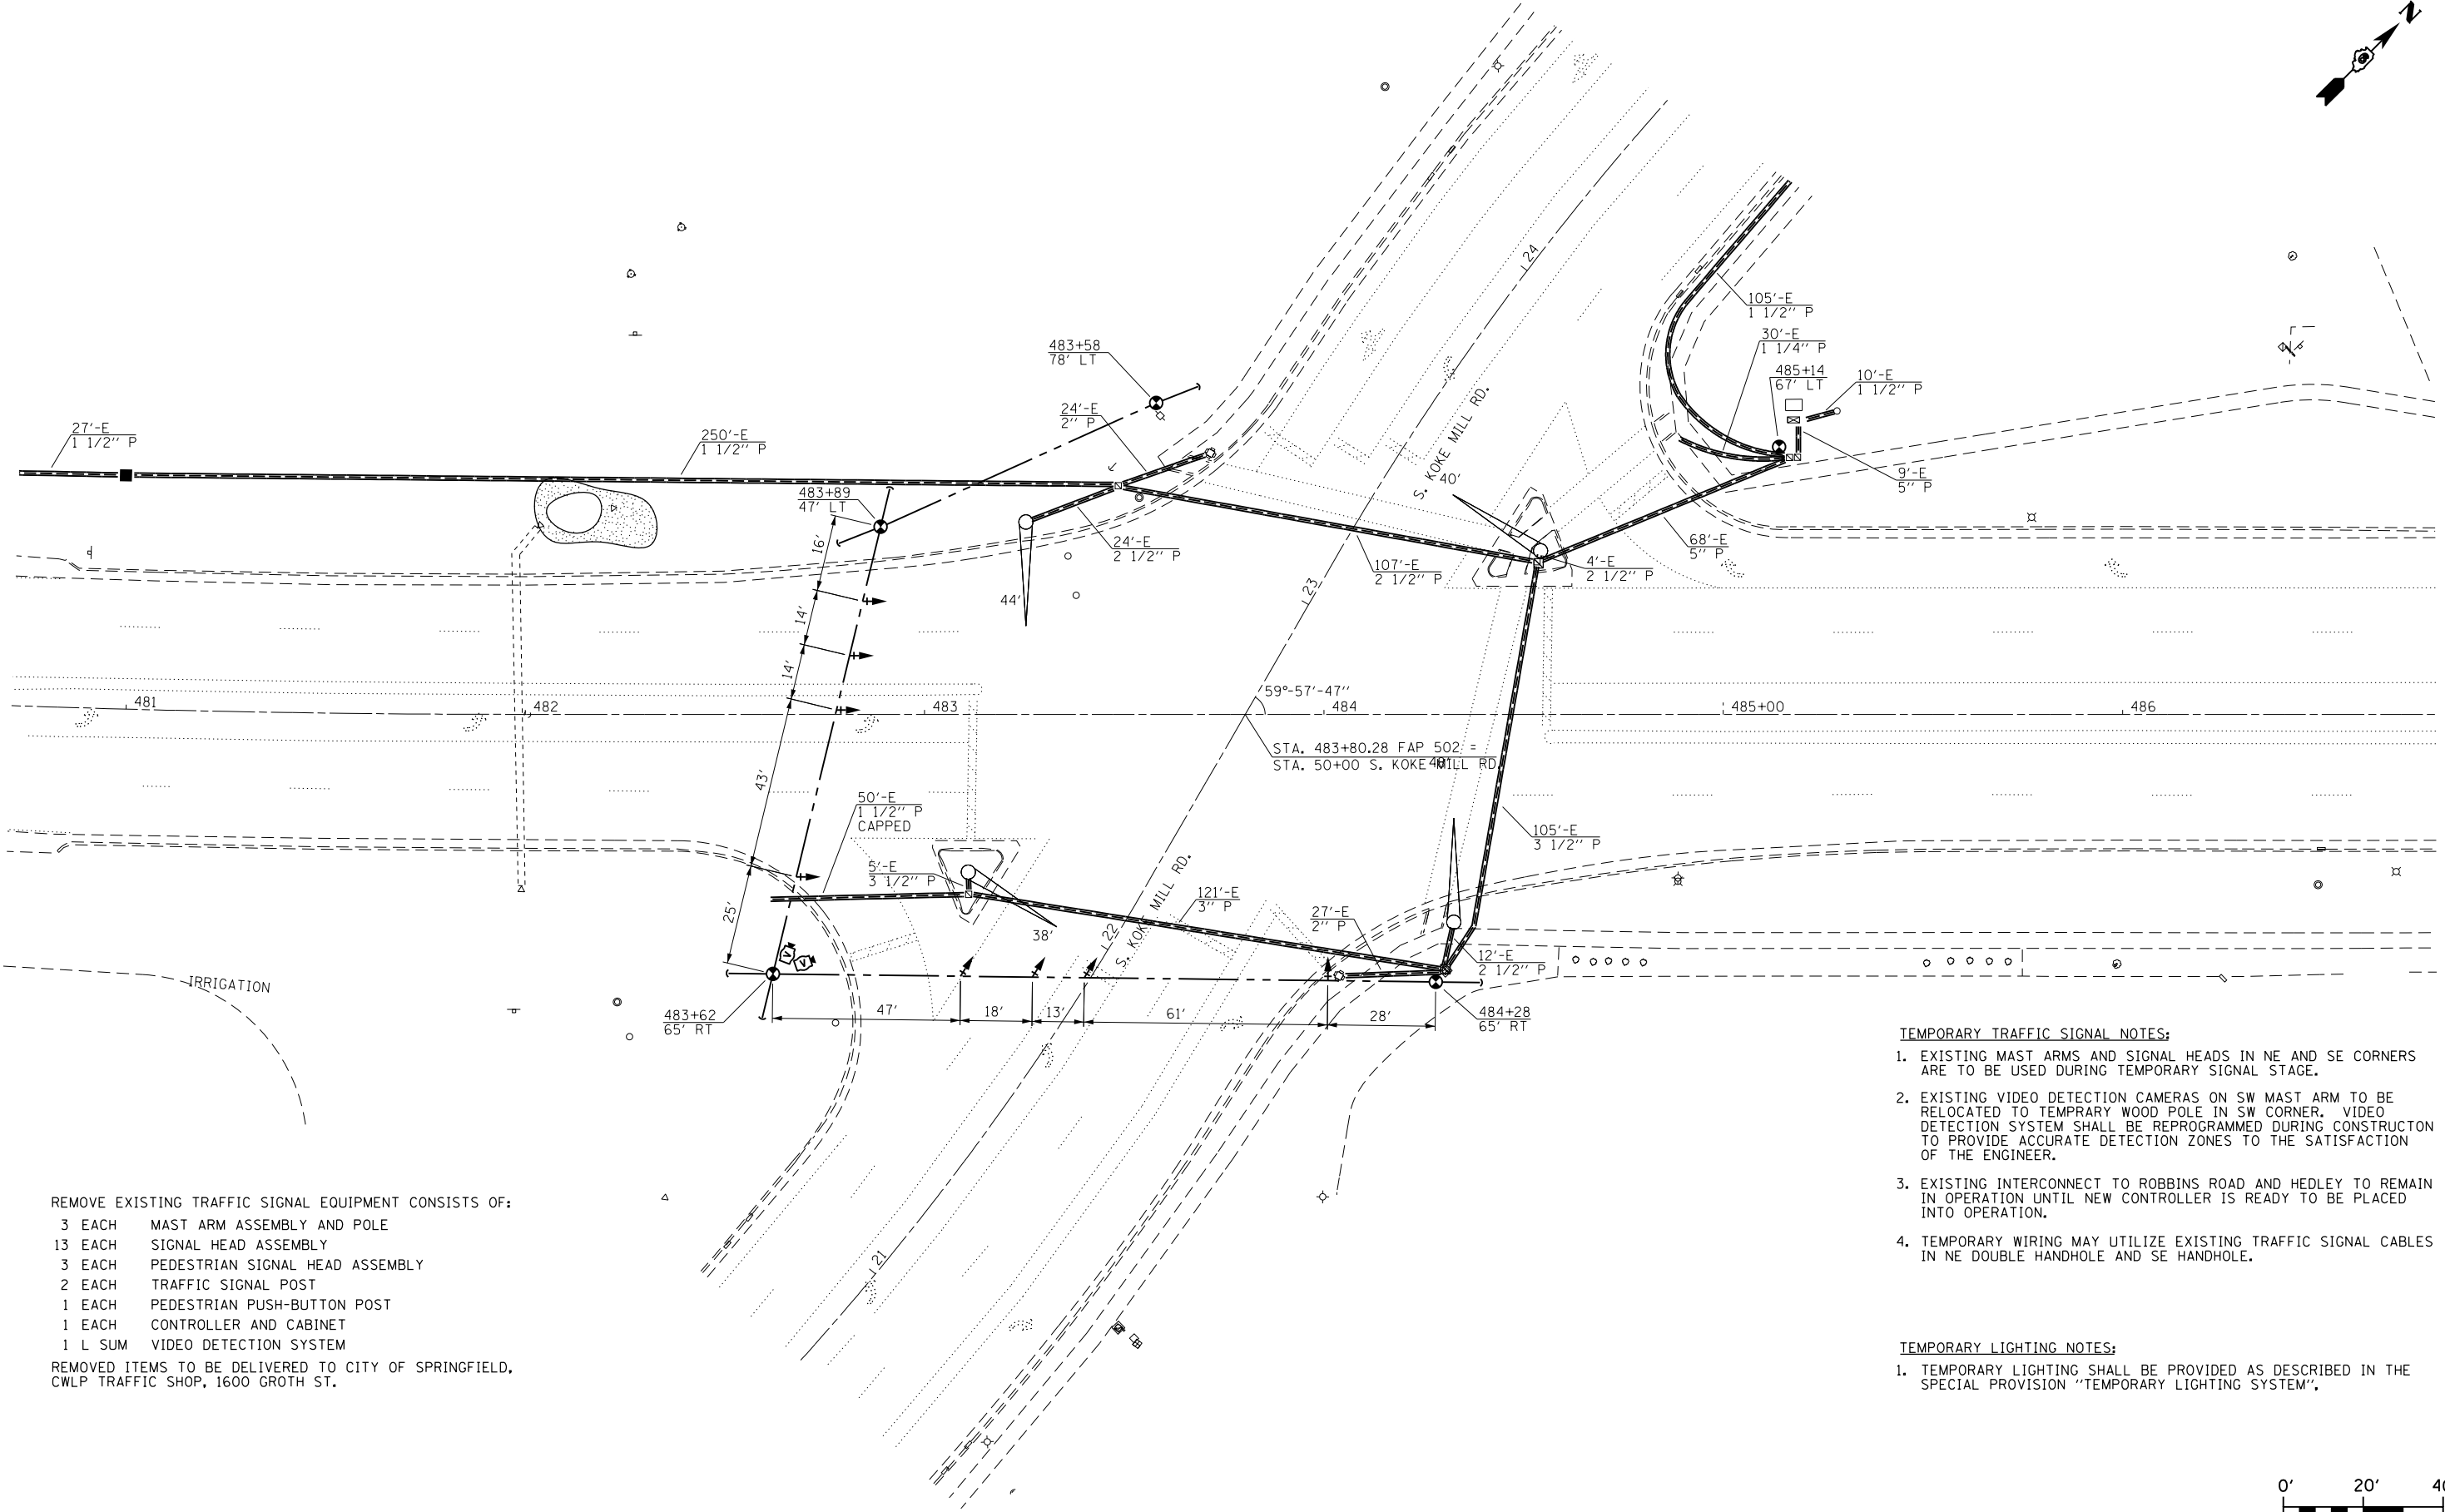 N
24
105'-E
1 1/2" P
30'-E
1 1/4" P
485+14
67' LT
10'-E
1 1/2" P
483+58
78' LT
24'-E
2" P
S. KOKE MILL RD.
27'-E
1 1/2" P
250'-E
1 1/2" P
40'
9'-E
5" P
483+89
47' LT
16'
24'-E
2 1/2" P
68'-E
5" P
107'-E
2 1/2" P
4'-E
2 1/2" P
23
44'
14'
14'
59°-57'-47"
481
482
483
484
485+00
486
STA. 483+80.28 FAP 502 =
STA. 50+00 S. KOKE MILL RD.
43'
50'-E
1 1/2" P
CAPPED
105'-E
3 1/2" P
5'-E
3 1/2" P
S. KOKE MILL RD.
121'-E
3" P
27'-E
2" P
25'
38'
22
V
V
12'-E
2 1/2" P
IRRIGATION
483+62
65' RT
47'
18'
13'
61'
28'
484+28
65' RT
21
TEMPORARY TRAFFIC SIGNAL NOTES:
1. EXISTING MAST ARMS AND SIGNAL HEADS IN NE AND SE CORNERS
ARE TO BE USED DURING TEMPORARY SIGNAL STAGE.
2. EXISTING VIDEO DETECTION CAMERAS ON SW MAST ARM TO BE
RELOCATED TO TEMPRARY WOOD POLE IN SW CORNER. VIDEO
DETECTION SYSTEM SHALL BE REPROGRAMMED DURING CONSTRUCTON
TO PROVIDE ACCURATE DETECTION ZONES TO THE SATISFACTION
OF THE ENGINEER.
3. EXISTING INTERCONNECT TO ROBBINS ROAD AND HEDLEY TO REMAIN
IN OPERATION UNTIL NEW CONTROLLER IS READY TO BE PLACED
INTO OPERATION.
4. TEMPORARY WIRING MAY UTILIZE EXISTING TRAFFIC SIGNAL CABLES
IN NE DOUBLE HANDHOLE AND SE HANDHOLE.
REMOVE EXISTING TRAFFIC SIGNAL EQUIPMENT CONSISTS OF:
3 EACH MAST ARM ASSEMBLY AND POLE
13 EACH SIGNAL HEAD ASSEMBLY
3 EACH PEDESTRIAN SIGNAL HEAD ASSEMBLY
2 EACH TRAFFIC SIGNAL POST
1 EACH PEDESTRIAN PUSH-BUTTON POST
1 EACH CONTROLLER AND CABINET
1 L SUM VIDEO DETECTION SYSTEM
REMOVED ITEMS TO BE DELIVERED TO CITY OF SPRINGFIELD,
CWLP TRAFFIC SHOP, 1600 GROTH ST.
TEMPORARY LIGHTING NOTES:
1. TEMPORARY LIGHTING SHALL BE PROVIDED AS DESCRIBED IN THE
SPECIAL PROVISION "TEMPORARY LIGHTING SYSTEM".
0' 20'